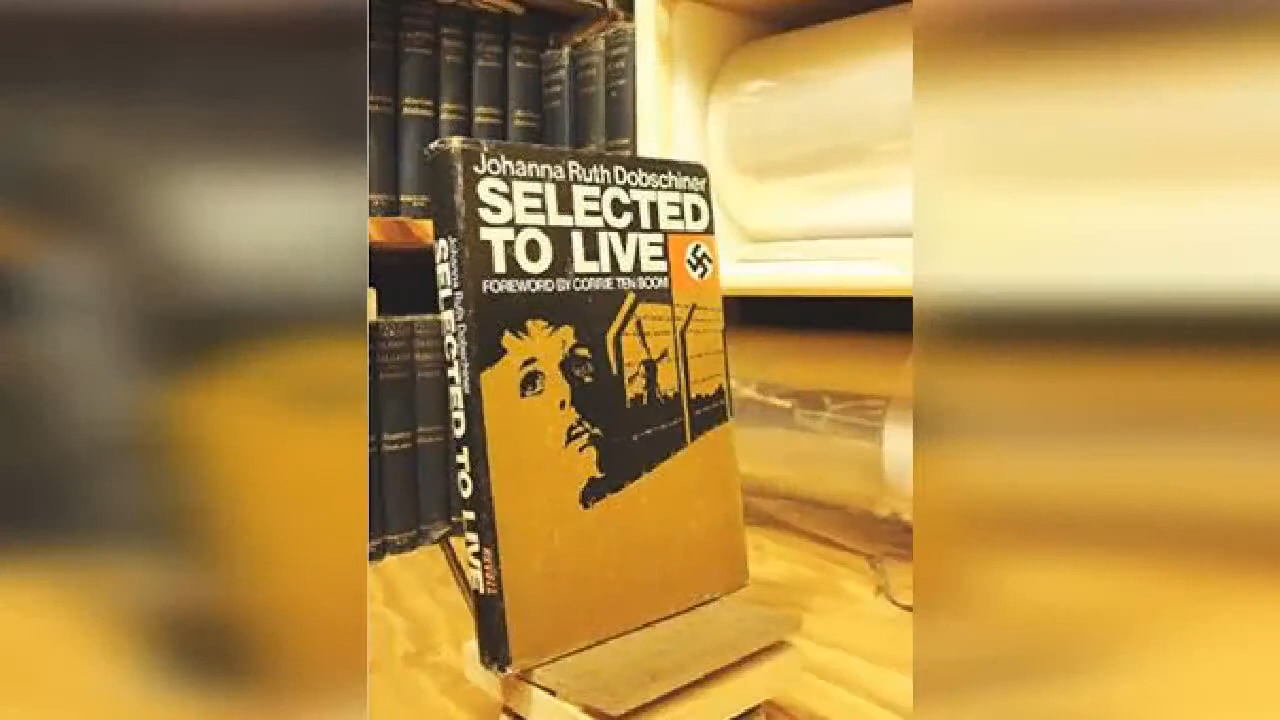 Johanna Ruth Dobschiner
SELECTED
TO LIVE
FOREWORD BY CORRIE TEN BOOM
Johanna Ruth Dobschiner
SELECTED TO LIVE